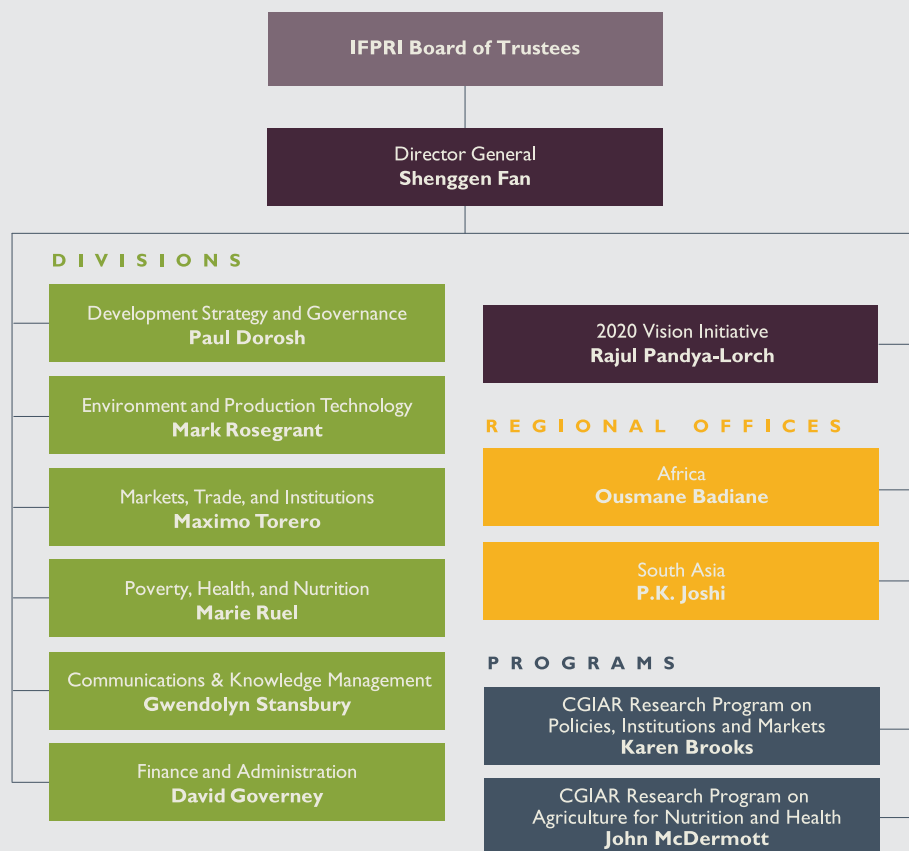 IFPRI Board of Trustees
Director General
Shenggen Fan
DIVISIONS
Development Strategy and Governance
Paul Dorosh
Environment and Production Technology
Mark Rosegrant
Markets, Trade, and Institutions
Maximo Torero
Poverty, Health, and Nutrition
Marie Ruel
Communications & Knowledge Management
Gwendolyn Stansbury
Finance and Administration
David Governey
2020 Vision Initiative
Rajul Pandya-Lorch
REGIONAL OFFICES
Africa
Ousmane Badiane
South Asia
P.K. Joshi
PROGRAMS
CGIAR Research Program on
Policies, Institutions and Markets
Karen Brooks
CGIAR Research Program on
Agriculture for Nutrition and Health
John McDermott